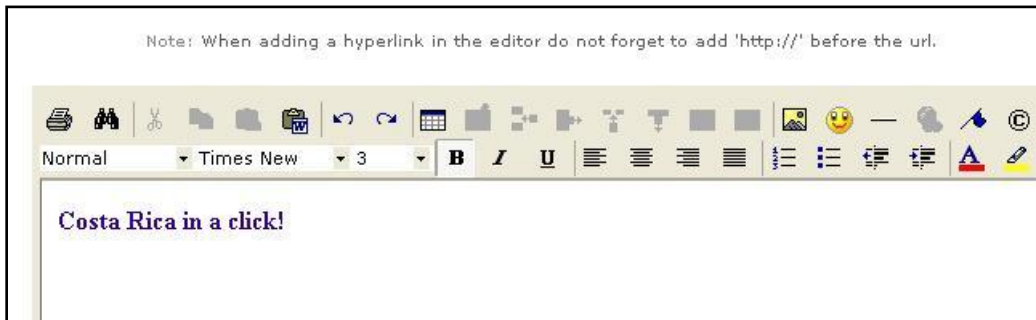 Note: When adding a hyperlink in the editor do not forget to add 'http://' before the url.
Normal Times New 3 B I U A
Costa Rica in a click!